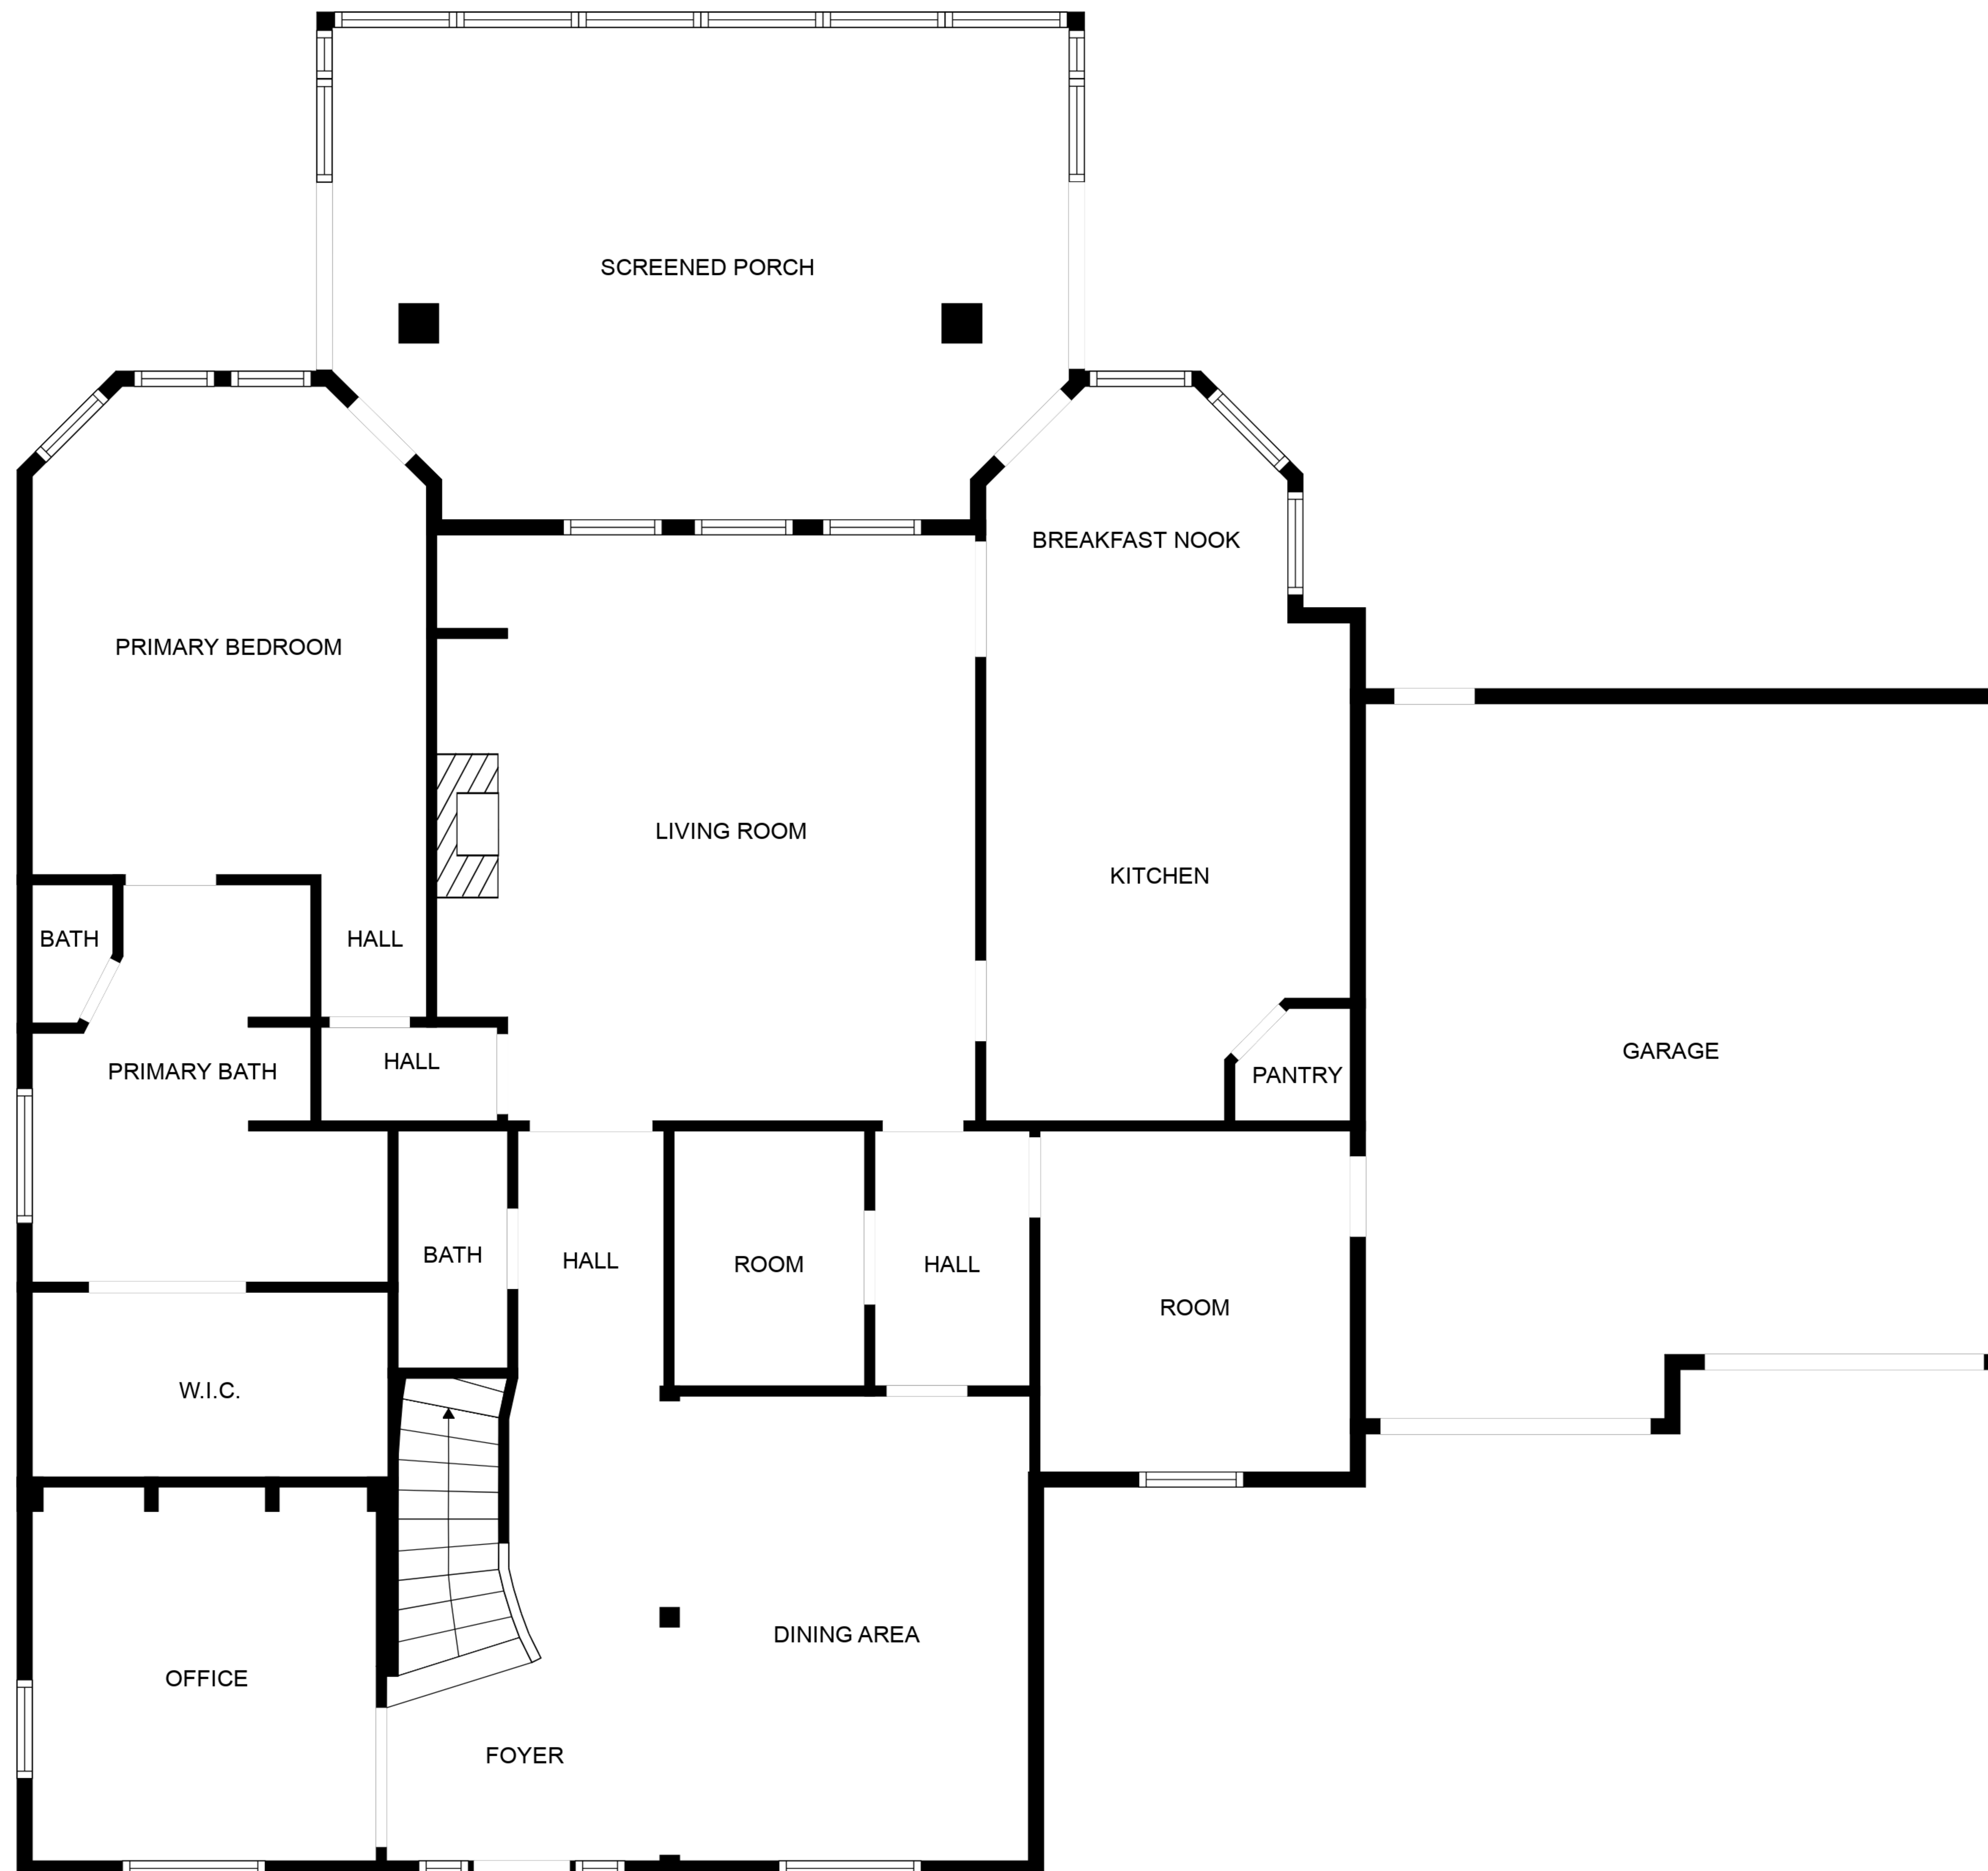 SCREENED PORCH
BREAKFAST NOOK
PRIMARY BEDROOM
LIVING ROOM
KITCHEN
BATH
HALL
GARAGE
HALL
PRIMARY BATH
PANTRY
BATH
HALL
ROOM
HALL
ROOM
W.I.C.
DINING AREA
OFFICE
FOYER